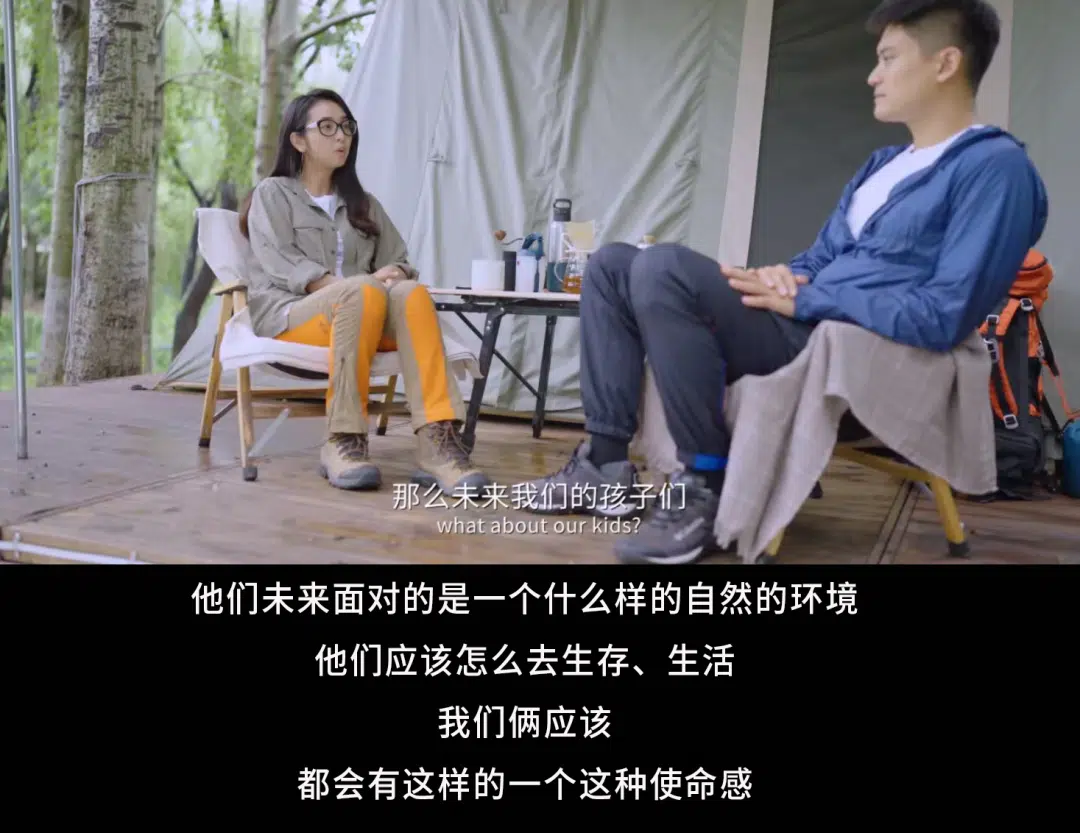 那么未来我们的孩子们
what about our kids?
他们未来面对的是一个什么样的自然的环境
他们应该怎么去生存、生活
我们俩应该
都会有这样的一个这种使命感